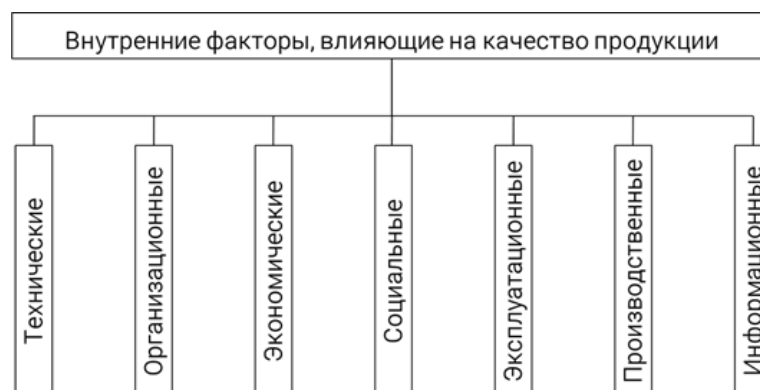 Внутренние факторы, влияющие на качество продукции
Технические
Организационные
Экономические
Социальные
Эксплуатационные
Производственные
Информационные